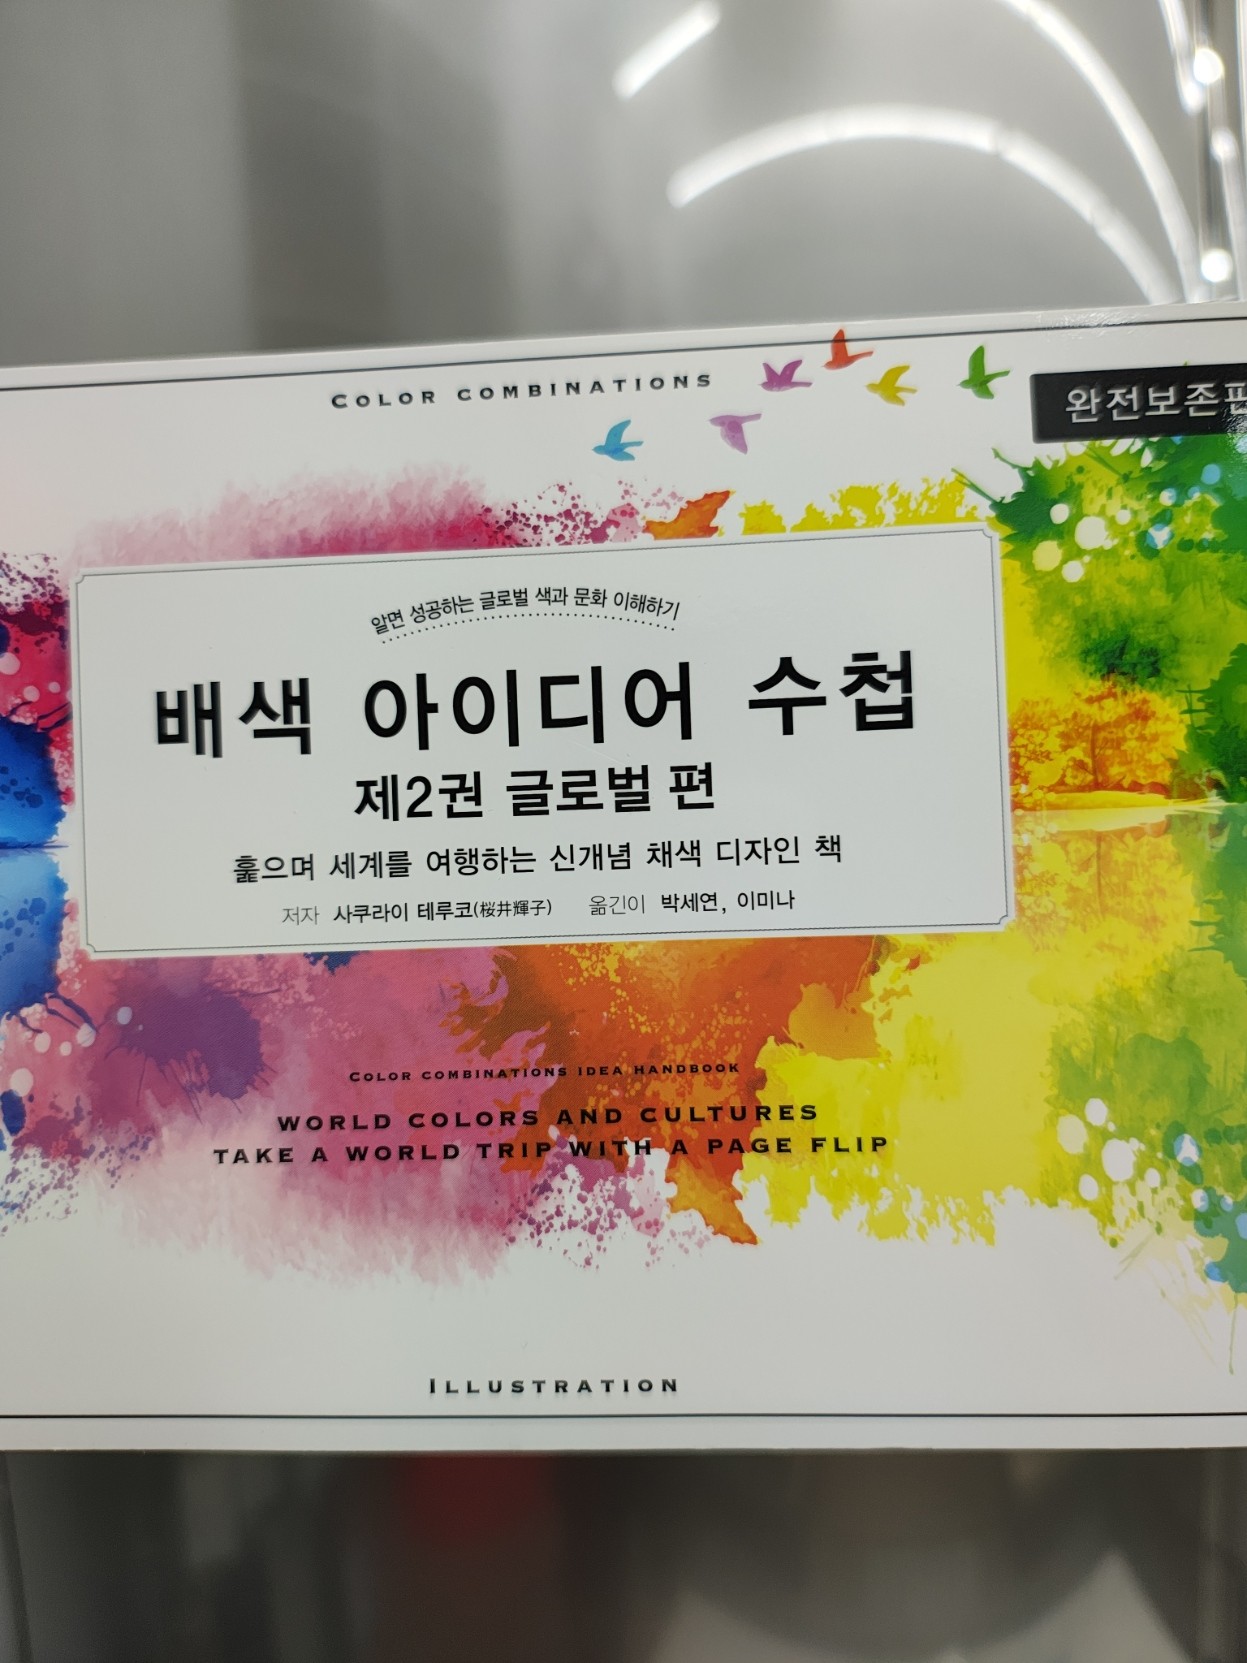 COLOR COMBINATIONS
완전보존판
알면 성공하는 글로벌 색과 문화 이해하기
배색 아이디어 수첩
제2권 글로벌 편
훑으며 세계를 여행하는 신개념 채색 디자인 책
저자 사쿠라이 테루코(桜井輝子) 옮긴이 박세연, 이미나
COLOR COMBINATIONS IDEA HANDBOOK
WORLD COLORS AND CULTURES
TAKE A WORLD TRIP WITH A PAGE FLIP
ILLUSTRATION